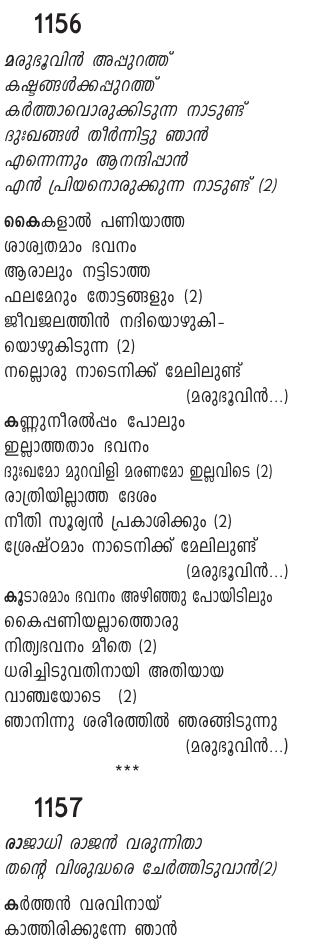 1156
മരുഭൂവിൻ അപ്പുറത്ത്
കഷ്ടങ്ങൾക്കപ്പുറത്ത്
കർത്താവൊരുക്കിടുന്ന നാടുണ്ട്
ദുഃഖങ്ങൾ തീർന്നിട്ടു ഞാൻ
എന്നെന്നും ആനന്ദിപ്പാൻ
എൻ പ്രിയനൊരുക്കുന്ന നാടുണ്ട് (2)
കൈകളാൽ പണിയാത്ത
ശാശ്വതമാം ഭവനം
ആരാലും നട്ടിടാത്ത
ഫലമേറും തോട്ടങ്ങളും (2)
ജീവജലത്തിൻ നദിയൊഴുകി-
യൊഴുകിടുന്ന (2)
നല്ലൊരു നാടെനിക്ക് മേലിലുണ്ട്
(മരുഭൂവിൻ...)
കണ്ണുനീരൽപ്പം പോലും
ഇല്ലാത്തതാം ഭവനം
ദുഃഖമോ മുറവിളി മരണമോ ഇല്ലവിടെ (2)
രാത്രിയില്ലാത്ത ദേശം
നീതി സൂര്യൻ പ്രകാശിക്കും (2)
ശ്രേഷ്ഠമാം നാടെനിക്ക് മേലിലുണ്ട്
(മരുഭൂവിൻ...)
കൂടാരമാം ഭവനം അഴിഞ്ഞു പോയിടിലും
കൈപ്പണിയല്ലാത്തൊരു
നിത്യഭവനം മീതെ (2)
ധരിച്ചിടുവതിനായി അതിയായ
വാഞ്ചയോടെ (2)
ഞാനിന്നു ശരീരത്തിൽ ഞരങ്ങിടുന്നു
(മരുഭൂവിൻ...)
***
1157
രാജാധി രാജൻ വരുന്നിതാ
തന്റെ വിശുദ്ധരെ ചേർത്തിടുവാൻ(2)
കർത്തൻ വരവിനായ്
കാത്തിരിക്കുന്നേ ഞാൻ